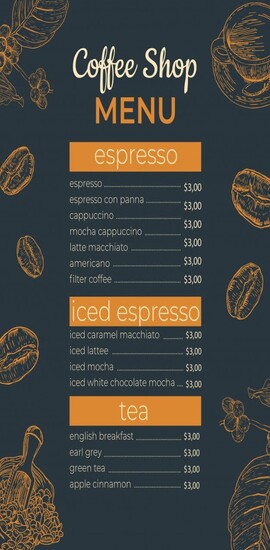 Coffee Shop
MENU
espresso
espresso $3,00
espresso con panna $3,00
cappuccino $3,00
mocha cappuccino $3,00
latte macchiato $3,00
americano $3,00
filter coffee $3,00
iced espresso
iced caramel macchiato $3,00
iced lattee $3,00
iced mocha $3,00
iced white chocolate mocha $3,00
tea
english breakfast $3,00
earl grey $3,00
green tea $3,00
apple cinnamon $3,00